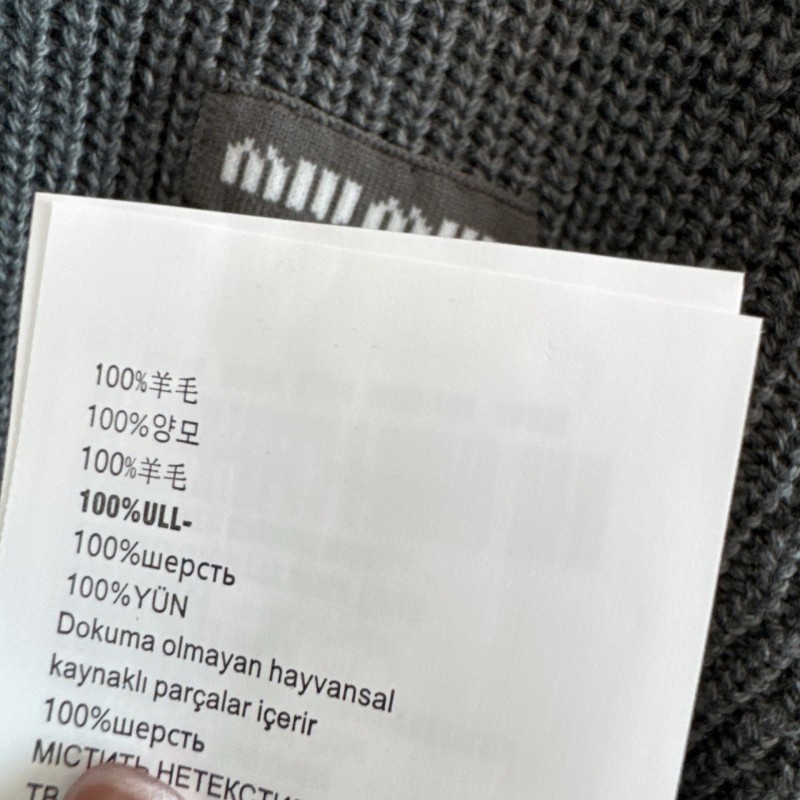 miu miu
100%羊毛
100%양모
100%羊毛
100%ULL-
100%шерсть
100%YÜN
Dokuma olmayan hayvansal
kaynaklı parçalar içerir
100%шерсть
МІСТИТЬ